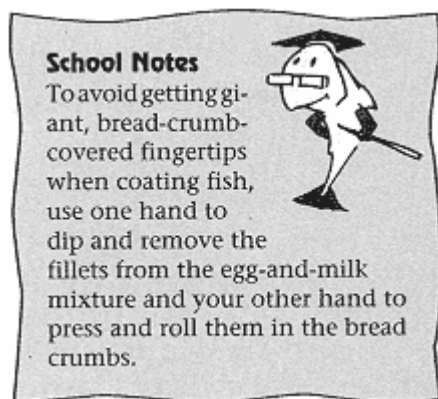 School Notes
To avoid getting gi-
ant, bread-crumb-
covered fingertips
when coating fish,
use one hand to
dip and remove the
fillets from the egg-and-milk
mixture and your other hand to
press and roll them in the bread
crumbs.